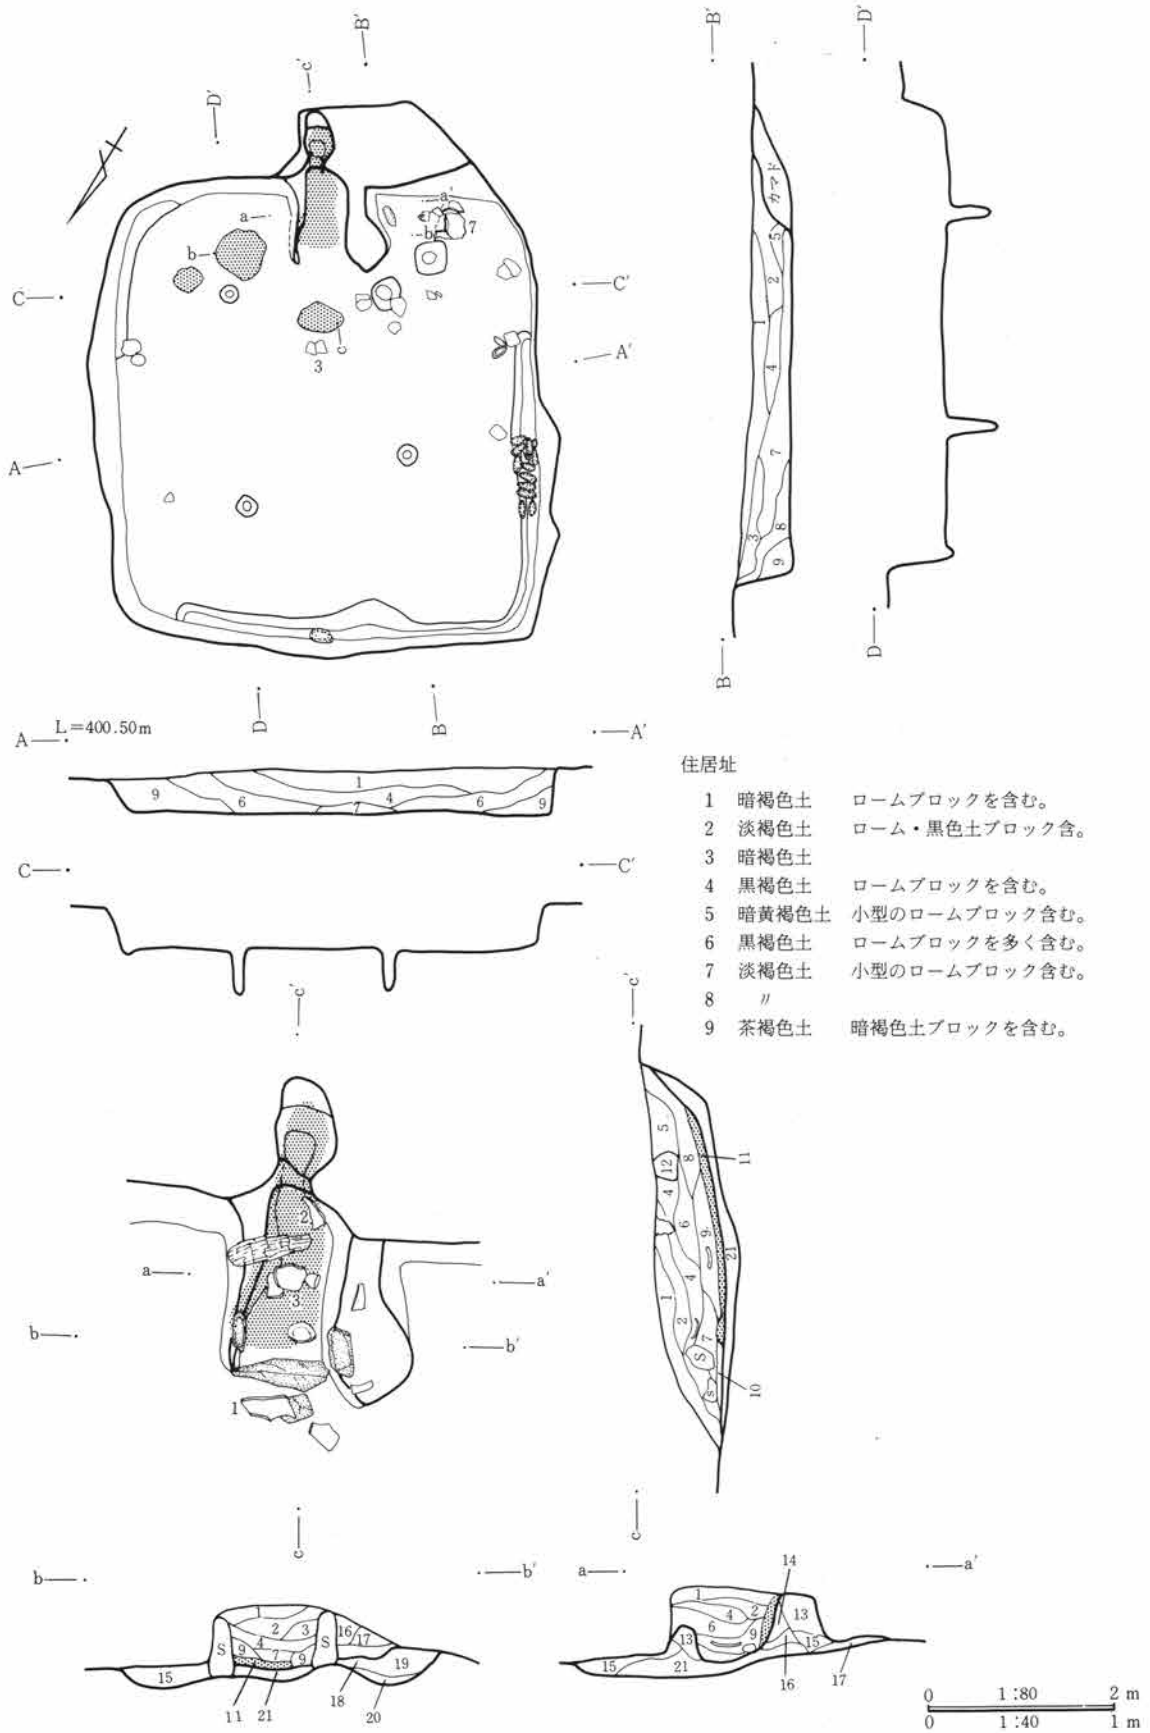 B'
c'
D'
a
a'
b
b'
7
C
C'
c
3
A'
A
D
B
B'
D'
カマド
5
2
1
4
7
3
8
9
B
D
L=400.50m
A
A'
1
9
6
7
4
6
9
C
C'
住居址
1 暗褐色土 ロームブロックを含む。
2 淡褐色土 ローム・黒色土ブロック含。
3 暗褐色土
4 黒褐色土 ロームブロックを含む。
5 暗黄褐色土 小型のロームブロック含む。
6 黒褐色土 ロームブロックを多く含む。
7 淡褐色土 小型のロームブロック含む。
8 〃
9 茶褐色土 暗褐色土ブロックを含む。
c'
2
a
a'
3
b
b'
1
c
c'
5
12
8
11
4
6
9
21
4
1
2
7
S
s
10
c
b
b'
1
2
3
16
17
S
4
S
9
7
9
15
19
18
11
21
20
a
a'
14
1
4
2
13
6
9
13
15
15
21
16
17
0 1:80 2 m
0 1:40 1 m